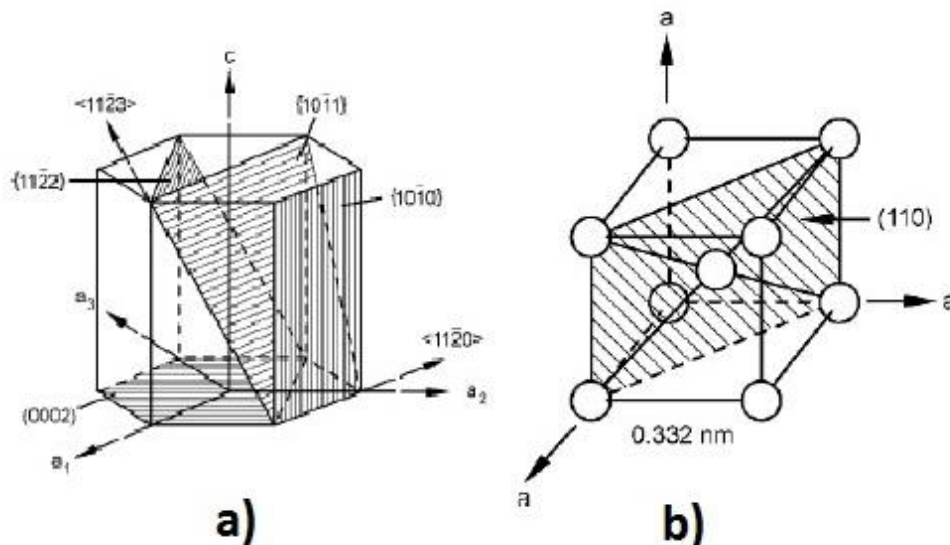 c
<112̄3>
{101̄1}
{112̄2}
{101̄0}
a₃
<112̄0>
(0002)
a₂
a₁
a)
a
(110)
a
0.332 nm
a
b)